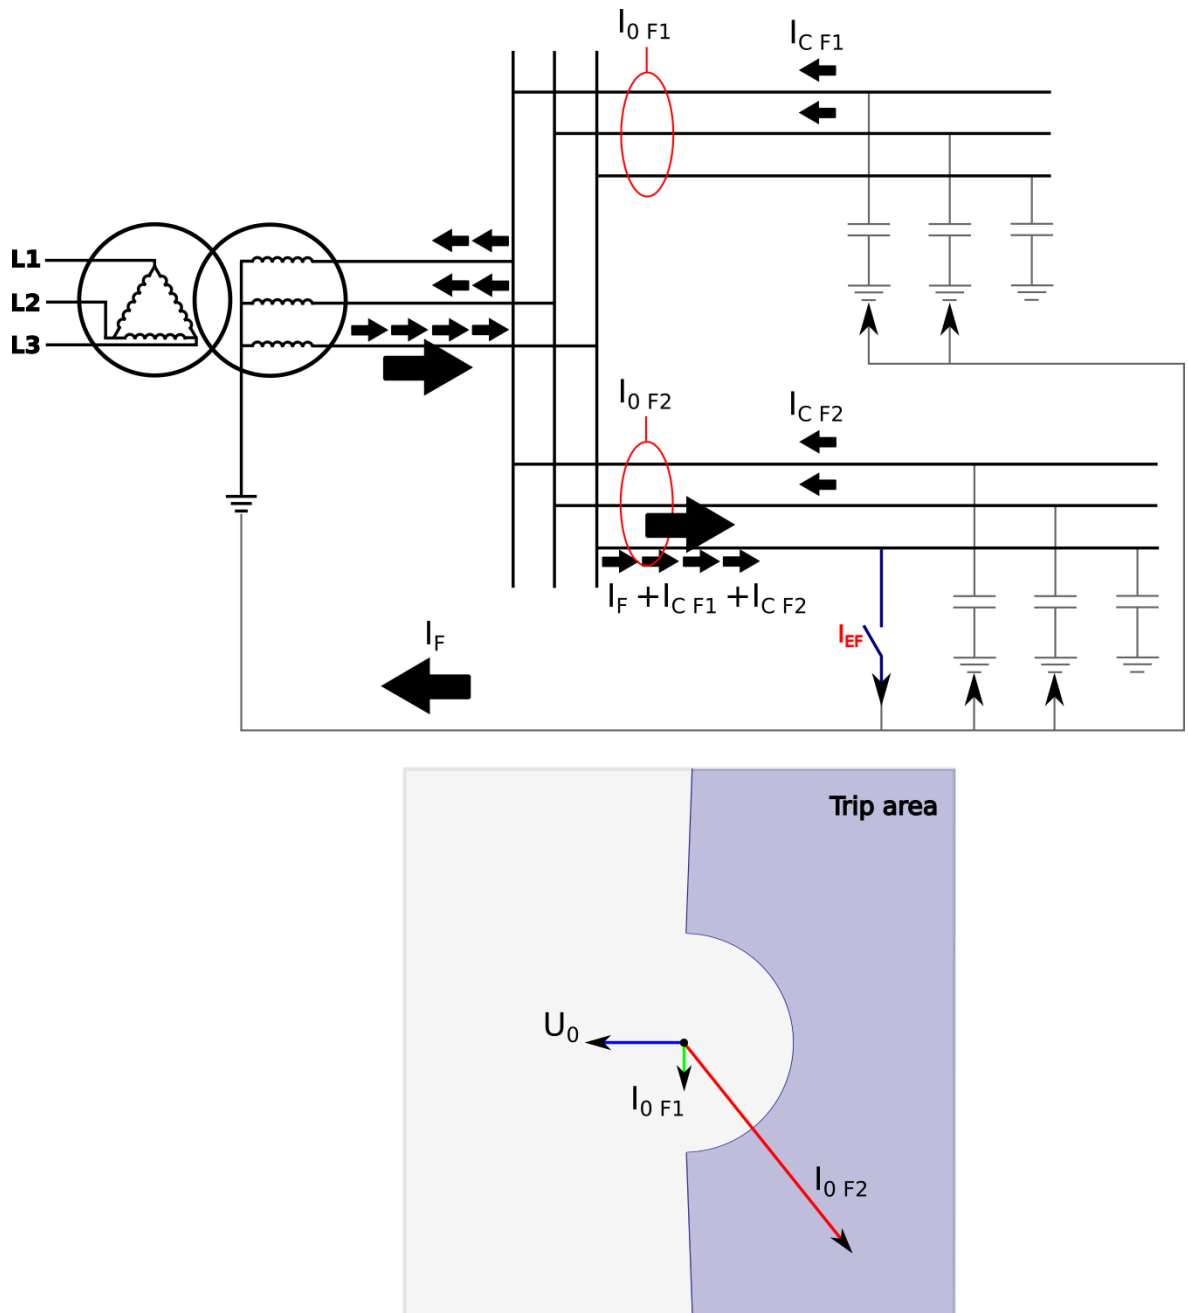 I0 F1
IC F1
L1
L2
L3
I0 F2
IC F2
IF +IC F1 +IC F2
IEF
IF
Trip area
U0
I0 F1
I0 F2